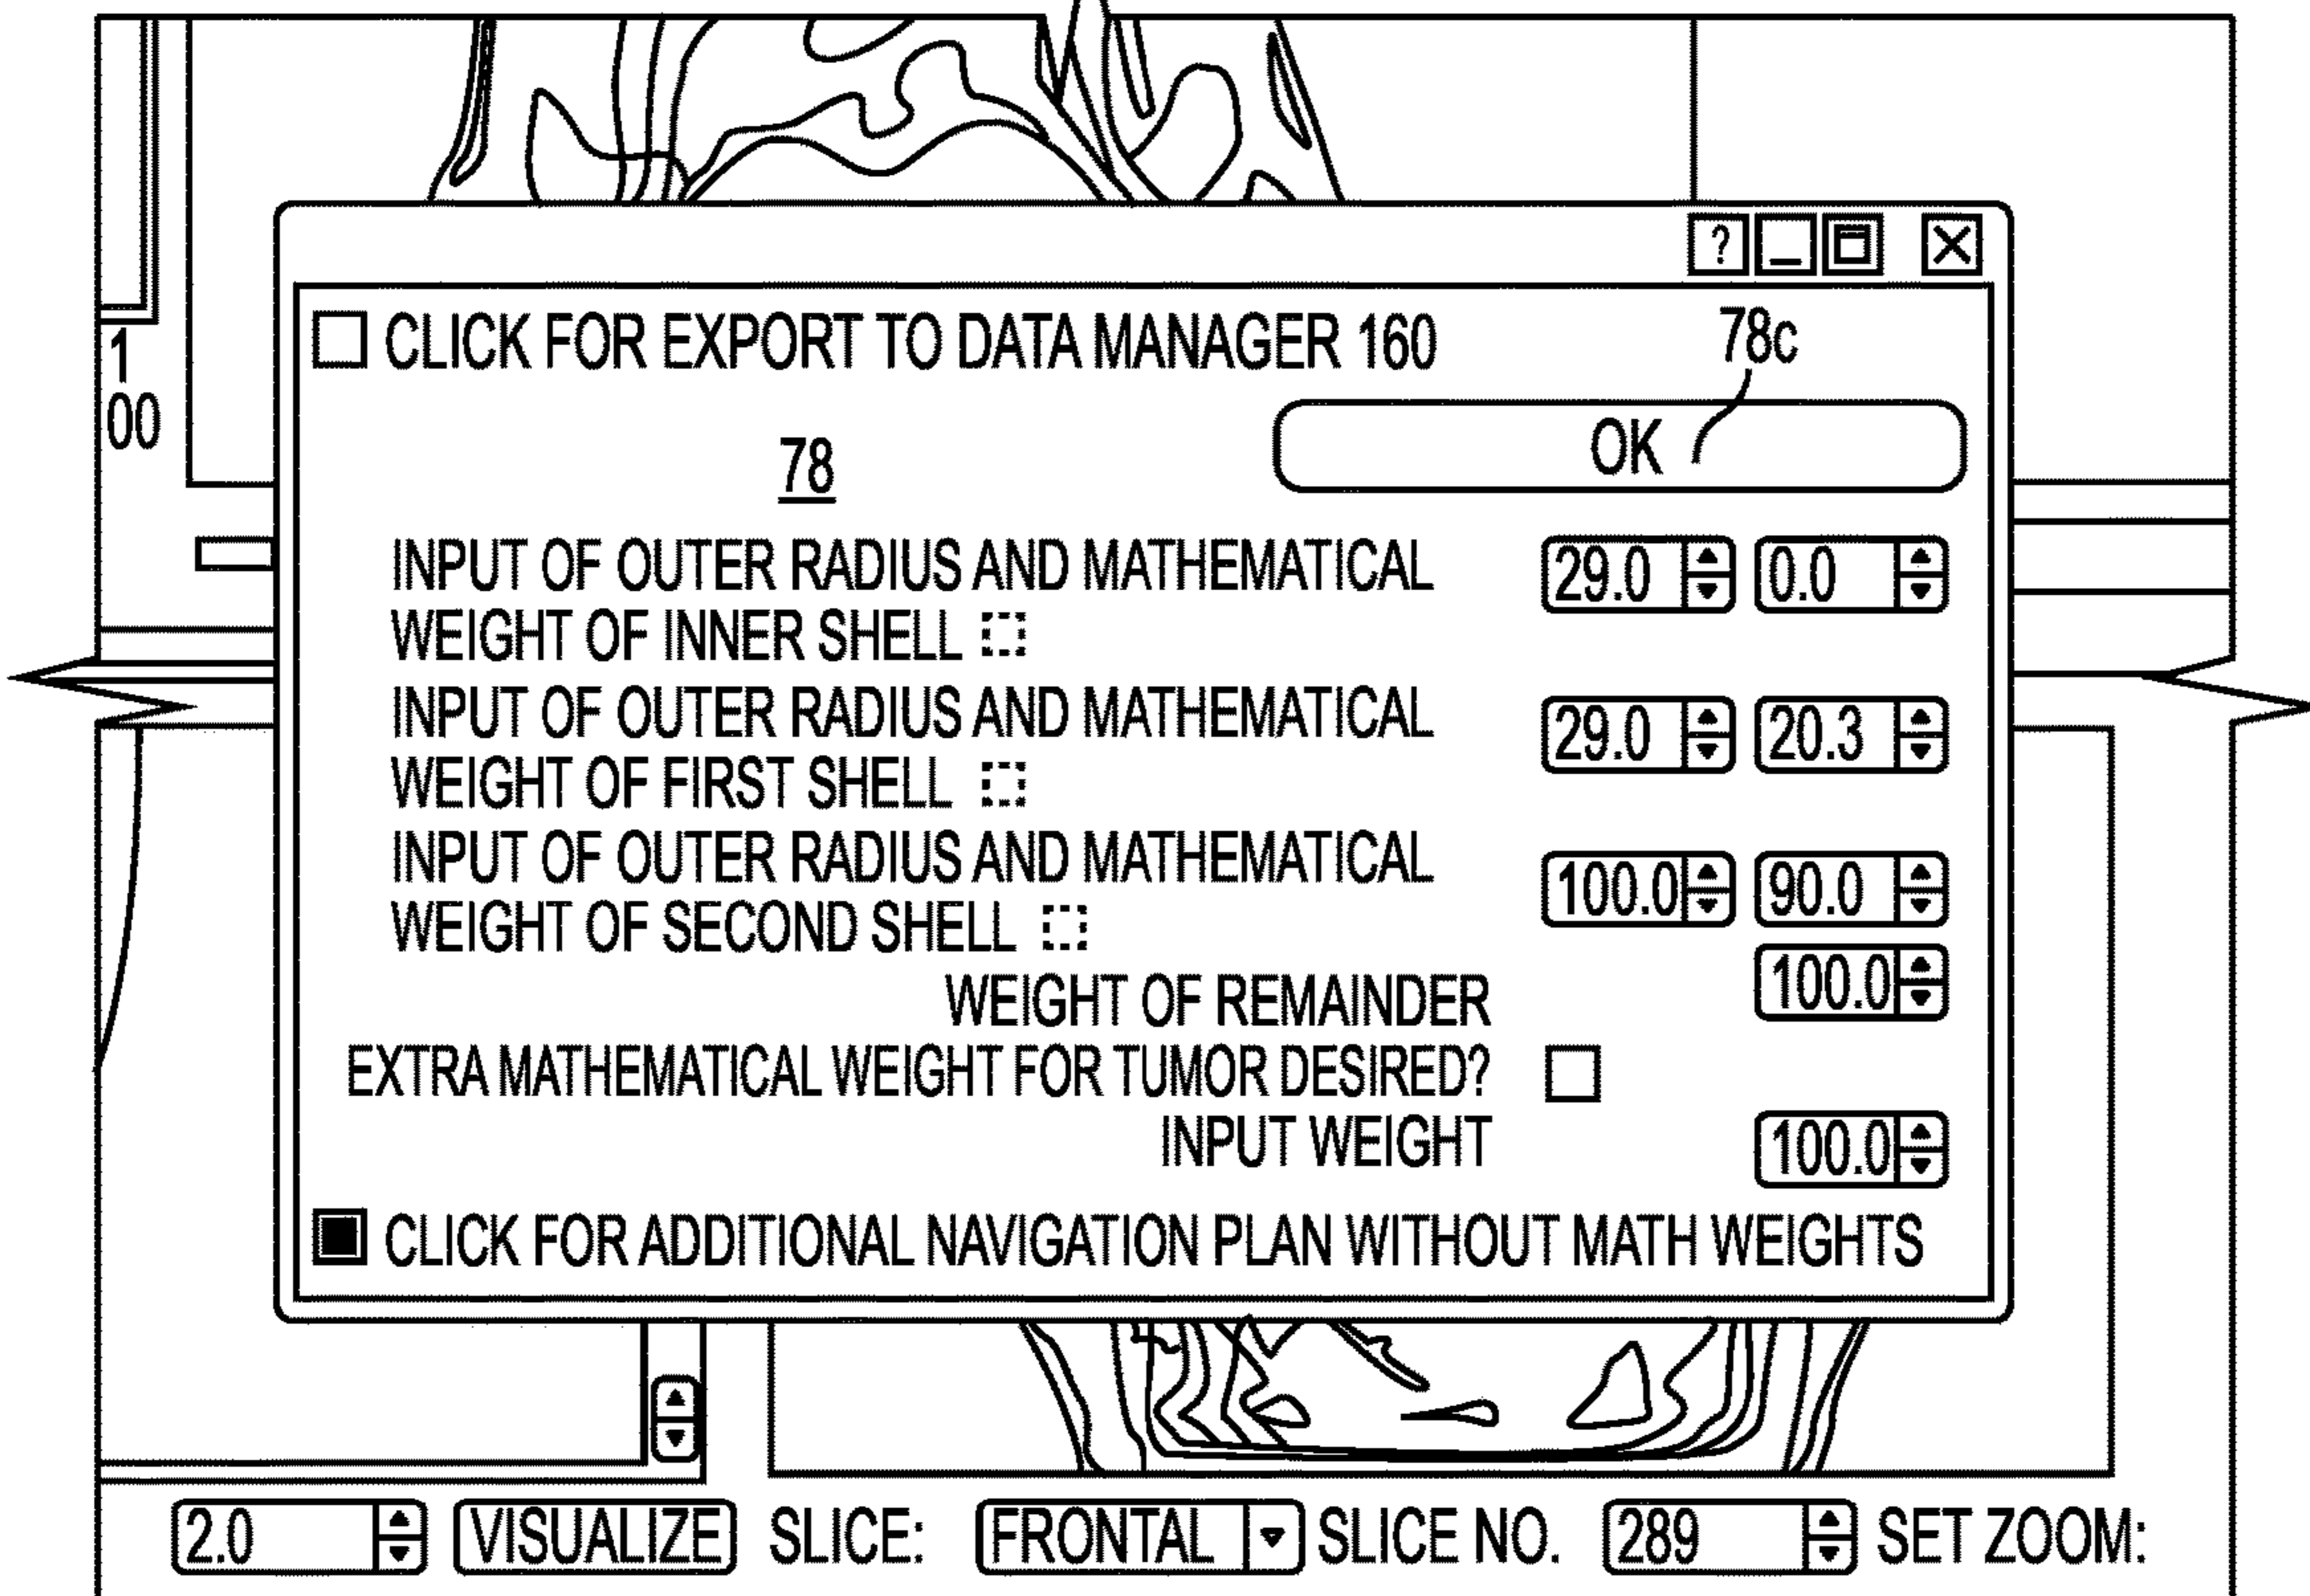 ?
1
00
CLICK FOR EXPORT TO DATA MANAGER 160
78c
OK
78
INPUT OF OUTER RADIUS AND MATHEMATICAL
WEIGHT OF INNER SHELL
29.0 0.0
INPUT OF OUTER RADIUS AND MATHEMATICAL
WEIGHT OF FIRST SHELL
29.0 20.3
INPUT OF OUTER RADIUS AND MATHEMATICAL
WEIGHT OF SECOND SHELL
100.0 90.0
WEIGHT OF REMAINDER 100.0
EXTRA MATHEMATICAL WEIGHT FOR TUMOR DESIRED?
INPUT WEIGHT 100.0
CLICK FOR ADDITIONAL NAVIGATION PLAN WITHOUT MATH WEIGHTS
2.0 VISUALIZE SLICE: FRONTAL SLICE NO. 289 SET ZOOM: